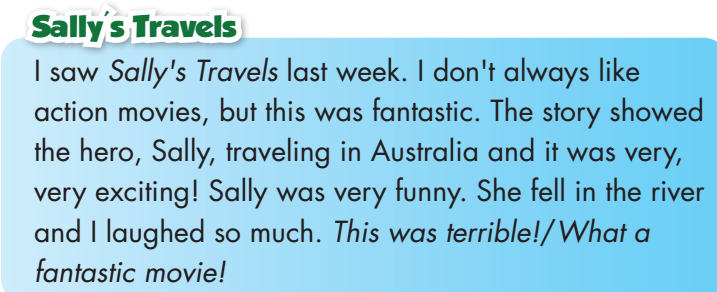 Sally's Travels
I saw Sally's Travels last week. I don't always like
action movies, but this was fantastic. The story showed
the hero, Sally, traveling in Australia and it was very,
very exciting! Sally was very funny. She fell in the river
and I laughed so much. This was terrible!/What a
fantastic movie!